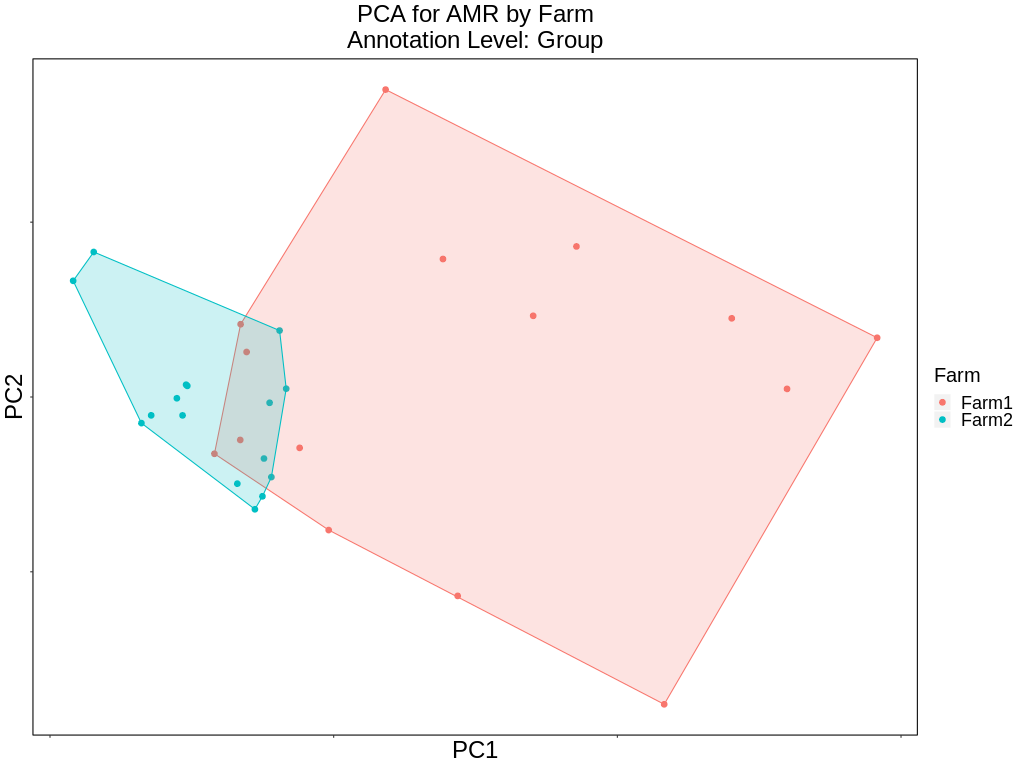 PCA for AMR by Farm
Annotation Level: Group
PC2
PC1
Farm
Farm1
Farm2